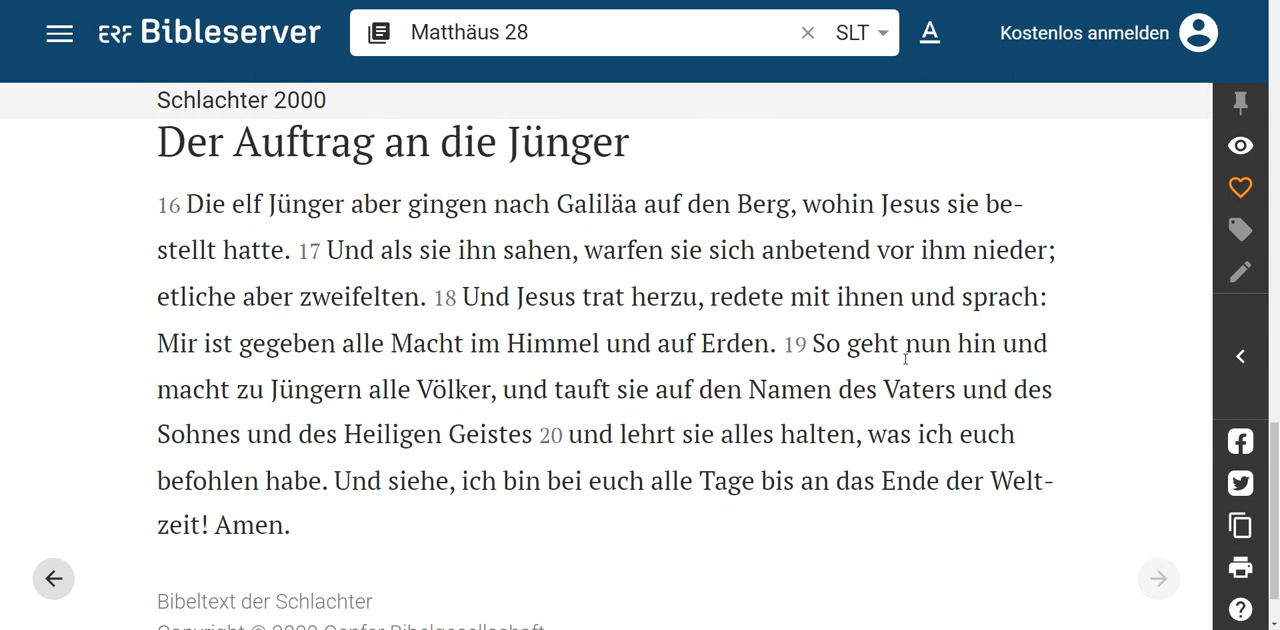 ERF Bibleserver
Matthäus 28
SLT
A
Kostenlos anmelden
Schlachter 2000
Der Auftrag an die Jünger
16 Die elf Jünger aber gingen nach Galiläa auf den Berg, wohin Jesus sie be-
stellt hatte. 17 Und als sie ihn sahen, warfen sie sich anbetend vor ihm nieder;
etliche aber zweifelten. 18 Und Jesus trat herzu, redete mit ihnen und sprach:
Mir ist gegeben alle Macht im Himmel und auf Erden. 19 So geht nun hin und
macht zu Jüngern alle Völker, und tauft sie auf den Namen des Vaters und des
Sohnes und des Heiligen Geistes 20 und lehrt sie alles halten, was ich euch
befohlen habe. Und siehe, ich bin bei euch alle Tage bis an das Ende der Welt-
zeit! Amen.
Bibeltext der Schlachter
Copyright © 2000 Genfer Bibelgesellschaft